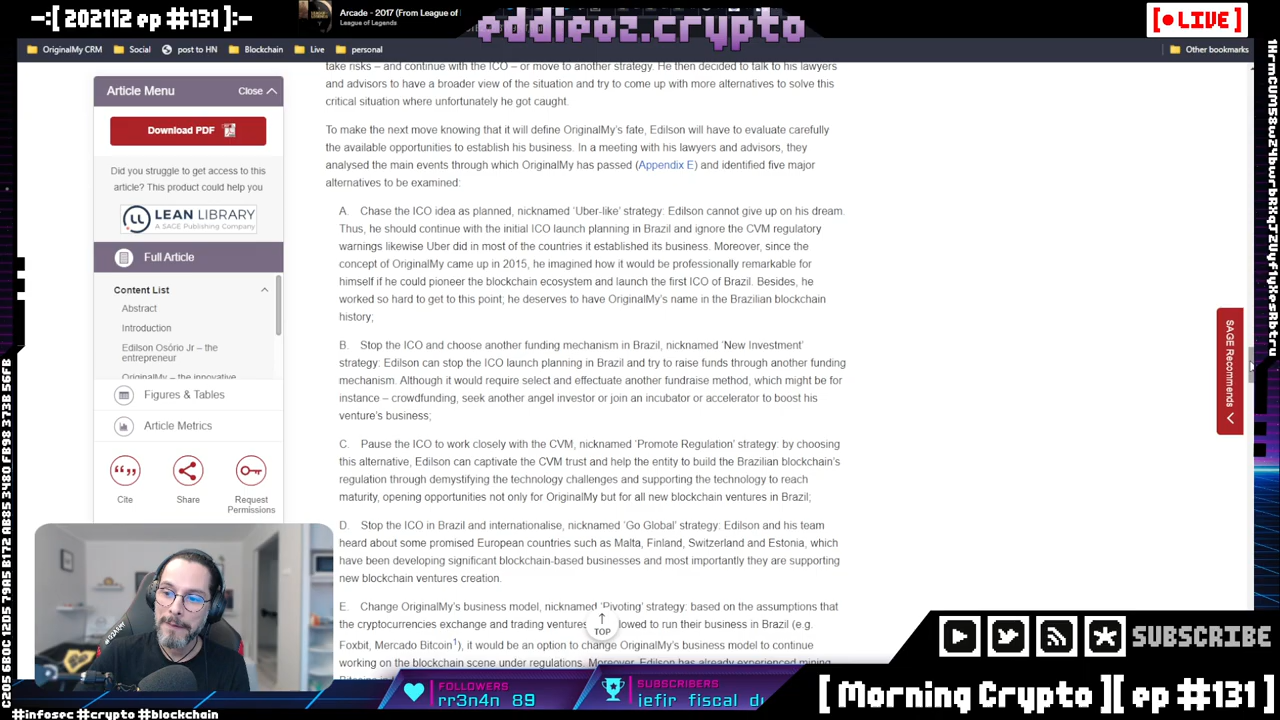 -:[ 202112 ep #131]:-
Arcade - 2017 (From League of
League of Legends
eddieoz.crypto
[●LIVE]
OriginalMy CRM
Social
post to HN
Blockchain
Live
personal
Other bookmarks
Article Menu
Close
Download PDF
Did you struggle to get access to this
article? This product could help you
LEAN LIBRARY
A SAGE Publishing Company
Full Article
Content List
Abstract
Introduction
Edilson Osório Jr – the
entrepreneur
OriginalMy – the innovative
Figures & Tables
Article Metrics
Cite
Share
Request
Permissions
take risks – and continue with the ICO – or move to another strategy. He then decided to talk to his lawyers
and advisors to have a broader view of the situation and try to come up with more alternatives to solve this
critical situation where unfortunately he got caught.
To make the next move knowing that it will define OriginalMy's fate, Edilson will have to evaluate carefully
the available opportunities to establish his business. In a meeting with his lawyers and advisors, they
analysed the main events through which OriginalMy has passed (Appendix E) and identified five major
alternatives to be examined:
A. Chase the ICO idea as planned, nicknamed 'Uber-like' strategy: Edilson cannot give up on his dream.
Thus, he should continue with the initial ICO launch planning in Brazil and ignore the CVM regulatory
warnings likewise Uber did in most of the countries it established its business. Moreover, since the
concept of OriginalMy came up in 2015, he imagined how it would be professionally remarkable for
himself if he could pioneer the blockchain ecosystem and launch the first ICO of Brazil. Besides, he
worked so hard to get to this point; he deserves to have OriginalMy's name in the Brazilian blockchain
history;
B. Stop the ICO and choose another funding mechanism in Brazil, nicknamed 'New Investment'
strategy: Edilson can stop the ICO launch planning in Brazil and try to raise funds through another funding
mechanism. Although it would require select and effectuate another fundraise method, which might be for
instance – crowdfunding, seek another angel investor or join an incubator or accelerator to boost his
venture's business;
C. Pause the ICO to work closely with the CVM, nicknamed 'Promote Regulation' strategy: by choosing
this alternative, Edilson can captivate the CVM trust and help the entity to build the Brazilian blockchain's
regulation through demystifying the technology challenges and supporting the technology to reach
maturity, opening opportunities not only for OriginalMy but for all new blockchain ventures in Brazil;
D. Stop the ICO in Brazil and internationalise, nicknamed 'Go Global' strategy: Edilson and his team
heard about some promised European countries such as Malta, Finland, Switzerland and Estonia, which
have been developing significant blockchain-based businesses and most importantly they are supporting
new blockchain ventures creation.
E. Change OriginalMy's business model, nicknamed 'Pivoting' strategy: based on the assumptions that
the cryptocurrencies exchange and trading ventures lowed to run their business in Brazil (e.g.
Foxbit, Mercado Bitcoin1), it would be an option to change OriginalMy's business model to continue
working on the blockchain scene under regulations. Moreover, Edilson has already experienced mining
TOP
SAGE Recommends
SUBSCRIBE
FOLLOWERS
rr3n4n 89
SUBSCRIBERS
jefjr fiscal du
[ Morning Crypto ][ ep #131 ]
#infosec #crypto #blockchain